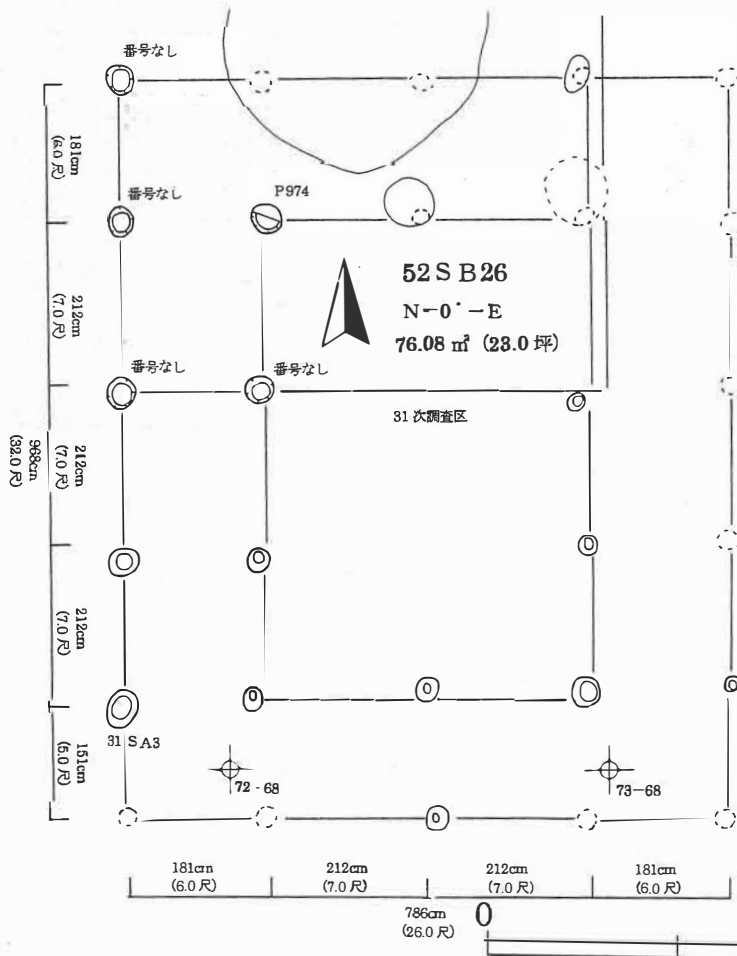 番号なし
番号なし
P974
52SB26
N-0°-E
76.08㎡ (23.0坪)
番号なし
31次調査区
181cm
(6.0尺)
212cm
(7.0尺)
212cm
(7.0尺)
968cm
(32.0尺)
212cm
(7.0尺)
151cm
(5.0尺)
31SA3
72-68
73-68
181cm
(6.0尺)
212cm
(7.0尺)
212cm
(7.0尺)
181cm
(6.0尺)
786cm
(26.0尺)
0